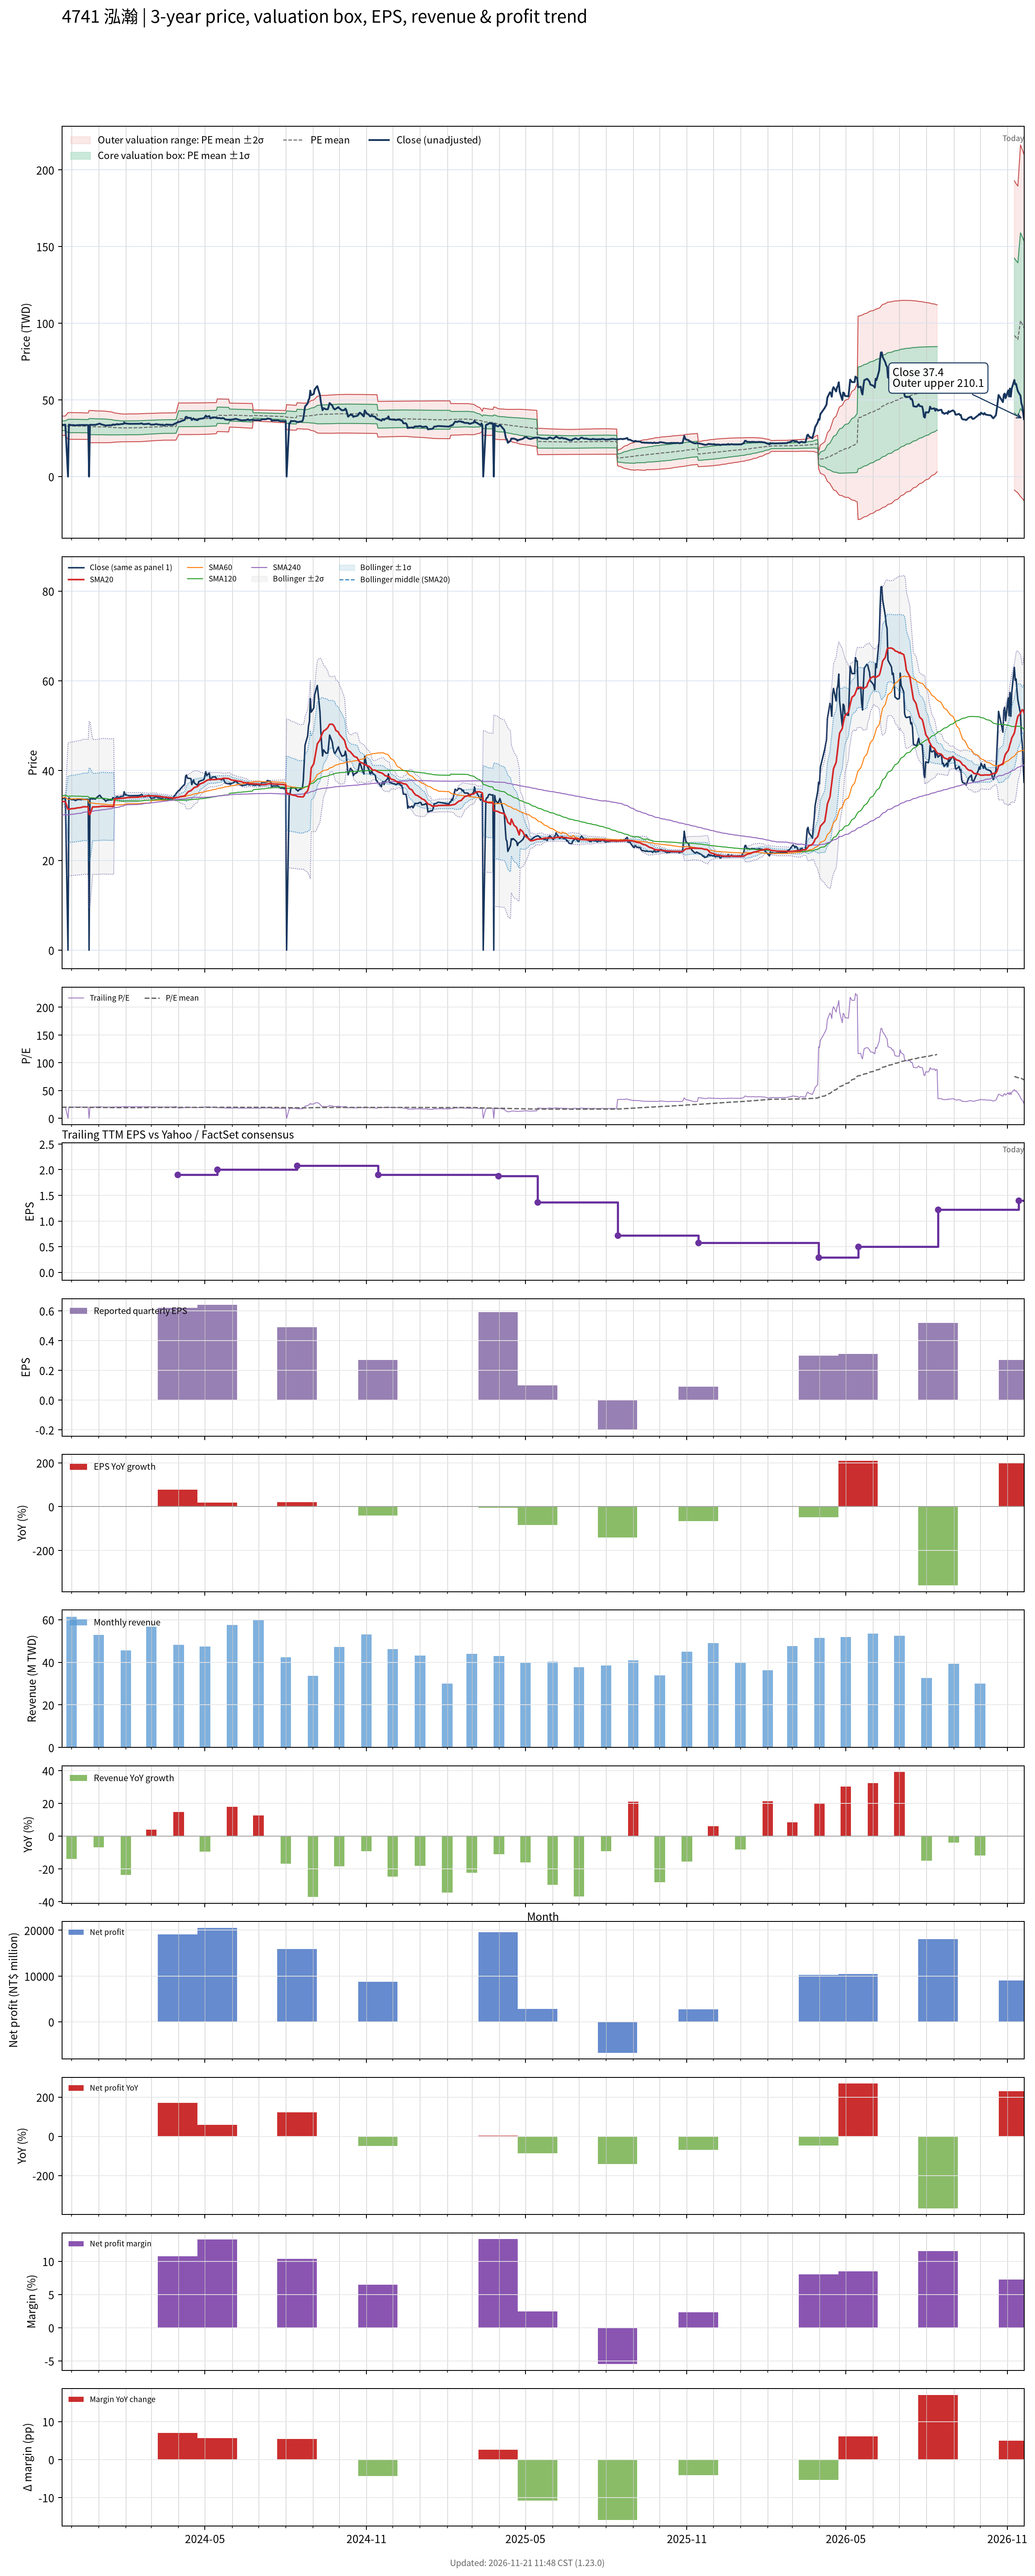 4741 泓瀚 | 3-year price, valuation box, EPS, revenue & profit trend
Outer valuation range: PE mean ±2σ
PE mean
Close (unadjusted)
Core valuation box: PE mean ±1σ
Today
200
150
100
50
0
Price (TWD)
Close 37.4
Outer upper 210.1
Close (same as panel 1)
SMA60
SMA240
Bollinger ±1σ
SMA20
SMA120
Bollinger ±2σ
Bollinger middle (SMA20)
80
60
40
20
0
Price
Trailing P/E
P/E mean
200
150
100
50
0
P/E
Trailing TTM EPS vs Yahoo / FactSet consensus
Today
2.5
2.0
1.5
1.0
0.5
0.0
EPS
Reported quarterly EPS
0.6
0.4
0.2
0.0
-0.2
EPS
EPS YoY growth
200
0
-200
YoY (%)
Monthly revenue
60
40
20
0
Revenue (M TWD)
Revenue YoY growth
40
20
0
-20
-40
YoY (%)
Month
Net profit
20000
10000
0
Net profit (NT$ million)
Net profit YoY
200
0
-200
YoY (%)
Net profit margin
10
5
0
-5
Margin (%)
Margin YoY change
10
0
-10
Δ margin (pp)
2024-05
2024-11
2025-05
2025-11
2026-05
2026-11
Updated: 2026-11-21 11:48 CST (1.23.0)